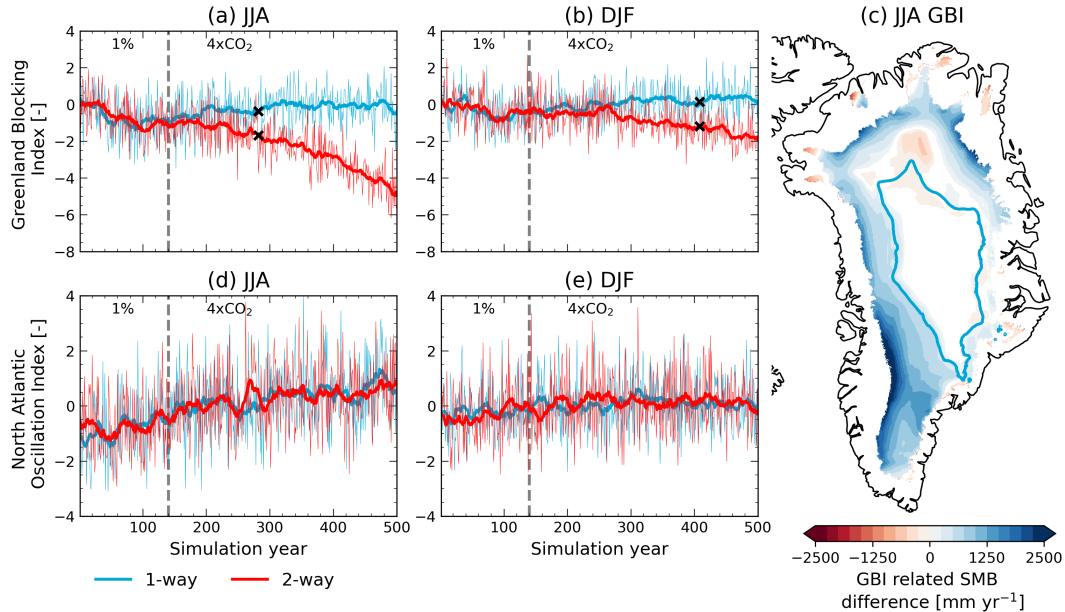 (a) JJA
(b) DJF
(c) JJA GBI
1%
4xCO₂
1%
4xCO₂
Greenland Blocking
Index [-]
4
2
0
−2
−4
−6
−8
4
2
0
−2
−4
−6
−8
(d) JJA
(e) DJF
1%
4xCO₂
1%
4xCO₂
North Atlantic
Oscillation Index [-]
4
2
0
−2
−4
4
2
0
−2
−4
100 200 300 400 500
100 200 300 400 500
Simulation year
Simulation year
1-way 2-way
−2500 −1250 0 1250 2500
GBI related SMB
difference [mm yr⁻¹]